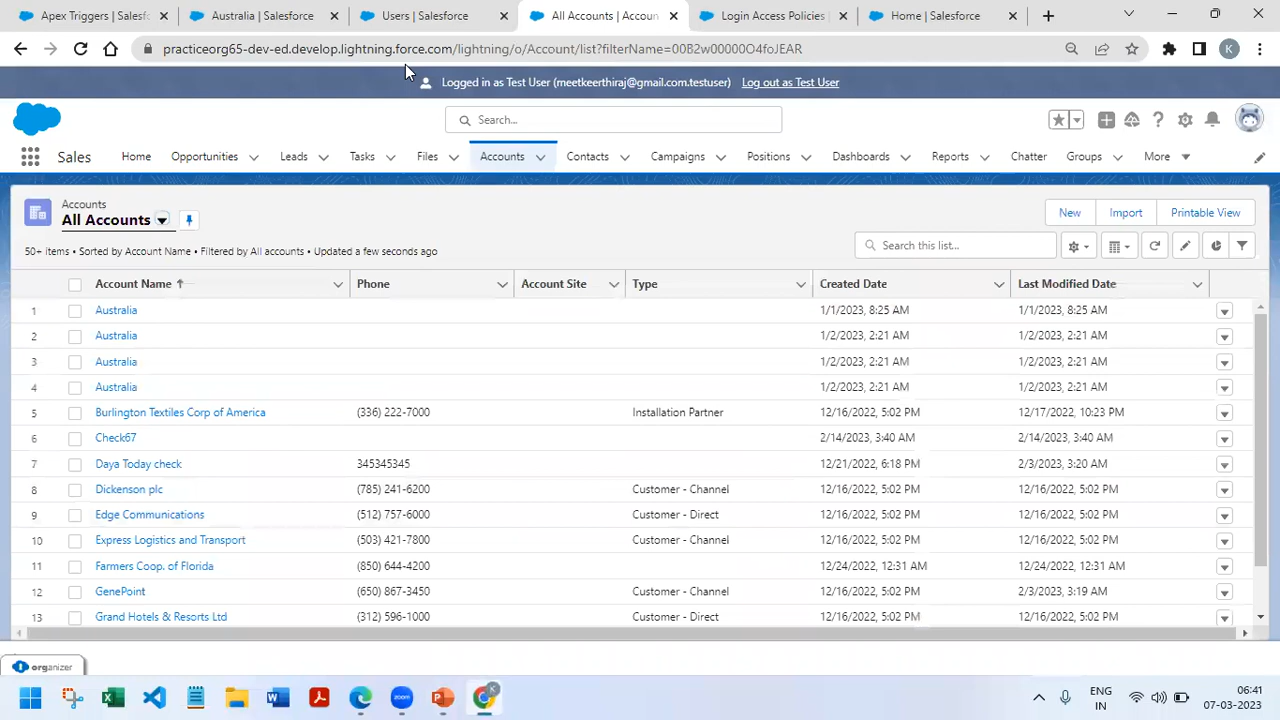 Apex Triggers | Salesf
Australia | Salesforce
Users | Salesforce
All Accounts | Accoun
Login Access Policies |
Home | Salesforce
practiceorg65-dev-ed.develop.lightning.force.com/lightning/o/Account/list?filterName=00B2w00000O4foJEAR
K
Logged in as Test User (meetkeerthiraj@gmail.com.testuser) Log out as Test User
Search...
Sales Home Opportunities Leads Tasks Files Accounts Contacts Campaigns Positions Dashboards Reports Chatter Groups More
Accounts
All Accounts
New Import Printable View
50+ items • Sorted by Account Name • Filtered by All accounts • Updated a few seconds ago
Search this list...
Account Name Phone Account Site Type Created Date Last Modified Date
1 Australia 1/1/2023, 8:25 AM 1/1/2023, 8:25 AM
2 Australia 1/2/2023, 2:21 AM 1/2/2023, 2:21 AM
3 Australia 1/2/2023, 2:21 AM 1/2/2023, 2:21 AM
4 Australia 1/2/2023, 2:21 AM 1/2/2023, 2:21 AM
5 Burlington Textiles Corp of America (336) 222-7000 Installation Partner 12/16/2022, 5:02 PM 12/17/2022, 10:23 PM
6 Check67 2/14/2023, 3:40 AM 2/14/2023, 3:40 AM
7 Daya Today check 345345345 12/21/2022, 6:18 PM 2/3/2023, 3:20 AM
8 Dickenson plc (785) 241-6200 Customer - Channel 12/16/2022, 5:02 PM 12/16/2022, 5:02 PM
9 Edge Communications (512) 757-6000 Customer - Direct 12/16/2022, 5:02 PM 12/16/2022, 5:02 PM
10 Express Logistics and Transport (503) 421-7800 Customer - Channel 12/16/2022, 5:02 PM 12/16/2022, 5:02 PM
11 Farmers Coop. of Florida (850) 644-4200 12/24/2022, 12:31 AM 12/24/2022, 12:31 AM
12 GenePoint (650) 867-3450 Customer - Channel 12/16/2022, 5:02 PM 2/3/2023, 3:19 AM
13 Grand Hotels & Resorts Ltd (312) 596-1000 Customer - Direct 12/16/2022, 5:02 PM 12/16/2022, 5:02 PM
organizer
ENG
IN
06:41
07-03-2023